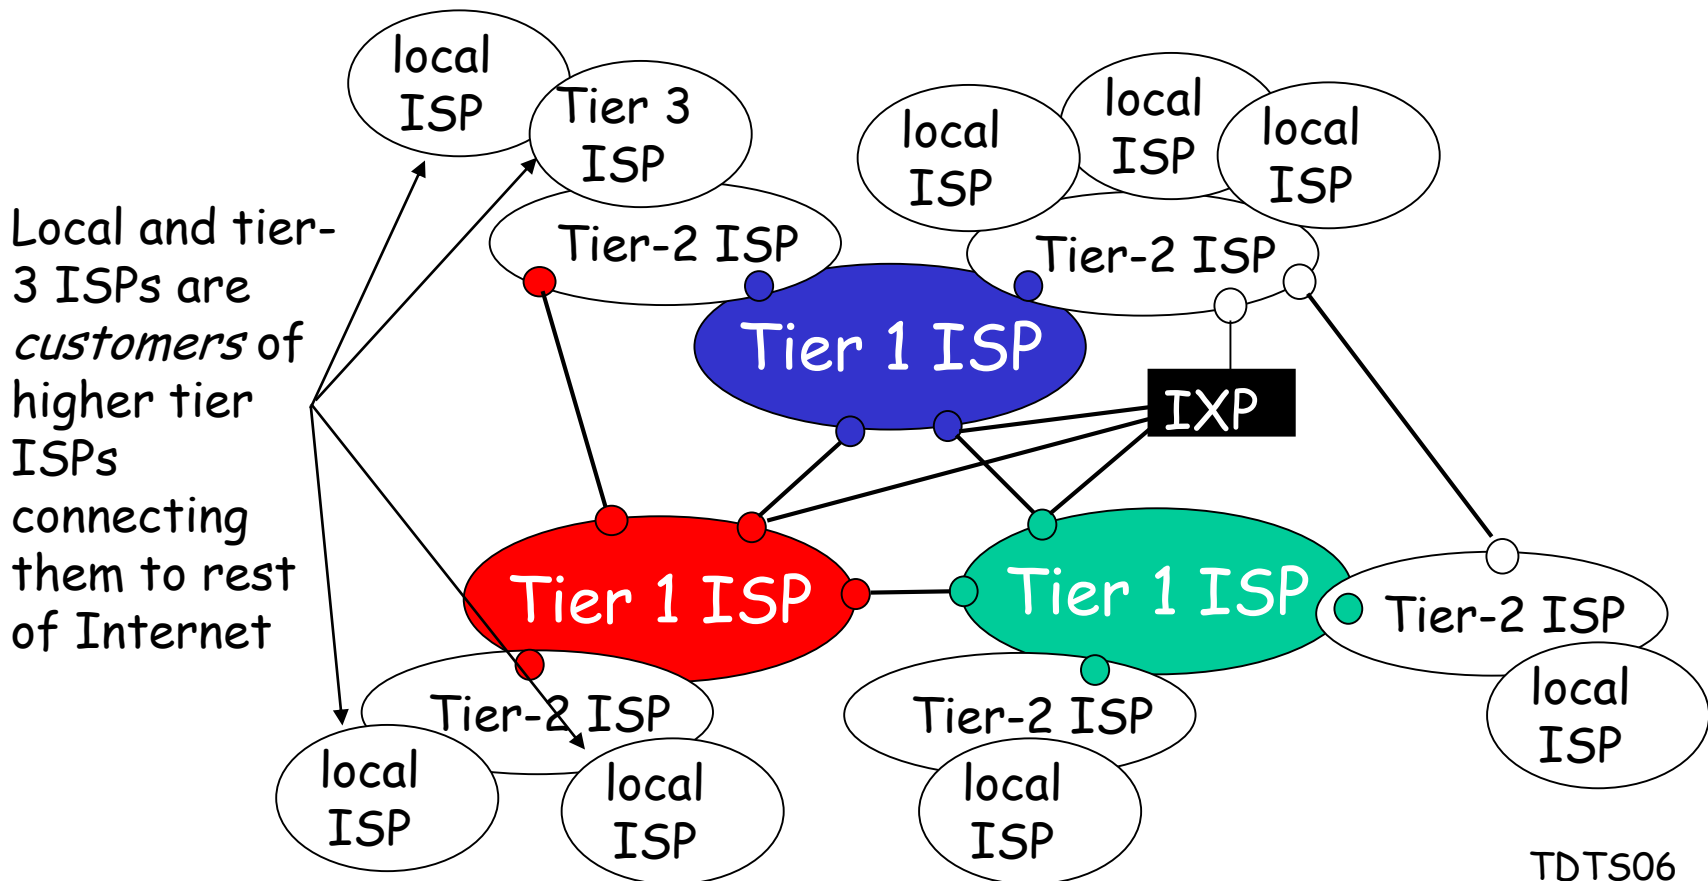 local
ISP
Tier 3
ISP
local
ISP
local
ISP
local
ISP
Local and tier-
3 ISPs are
customers of
higher tier
ISPs
connecting
them to rest
of Internet
Tier-2 ISP
Tier-2 ISP
Tier 1 ISP
IXP
Tier 1 ISP
Tier 1 ISP
Tier-2 ISP
local
ISP
Tier-2 ISP
Tier-2 ISP
local
ISP
local
ISP
local
ISP
TDTS06